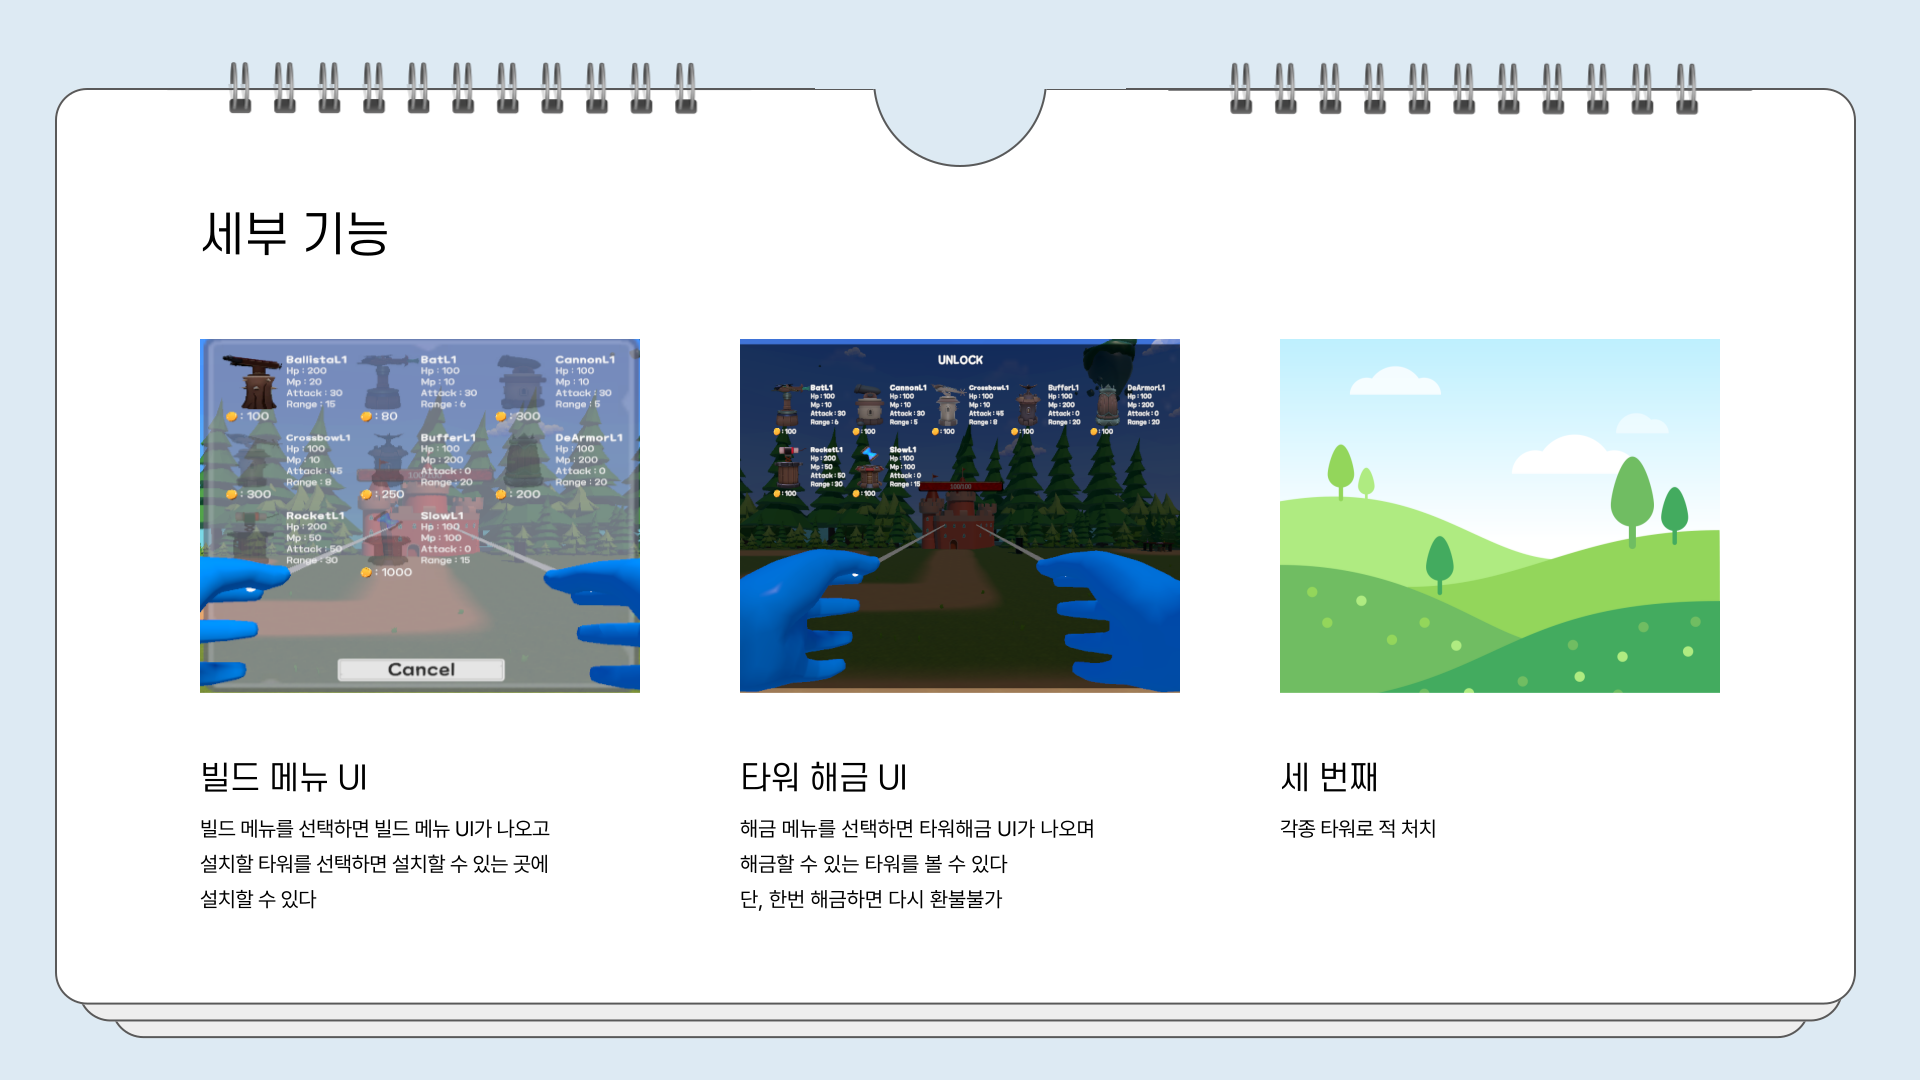 세부 기능
BallistaL1
Hp : 200
Mp : 20
Attack : 30
Range : 15
: 100
BatL1
Hp : 100
Mp : 10
Attack : 30
Range : 6
: 80
CannonL1
Hp : 100
Mp : 10
Attack : 30
Range : 5
: 300
CrossbowL1
Hp : 100
Mp : 10
Attack : 45
Range : 8
: 300
BufferL1
Hp : 100
Mp : 200
Attack : 0
Range : 20
: 250
DeArmorL1
Hp : 100
Mp : 200
Attack : 0
Range : 20
: 200
RocketL1
Hp : 200
Mp : 50
Attack : 50
Range : 30
SlowL1
Hp : 100
Mp : 100
Attack : 0
Range : 15
: 1000
Cancel
UNLOCK
BatL1
Hp : 100
Mp : 10
Attack : 30
Range : 6
: 100
CannonL1
Hp : 100
Mp : 10
Attack : 30
Range : 5
: 100
CrossbowL1
Hp : 100
Mp : 10
Attack : 45
Range : 8
: 100
BufferL1
Hp : 100
Mp : 200
Attack : 0
Range : 20
: 100
DeArmorL1
Hp : 100
Mp : 200
Attack : 0
Range : 20
: 100
RocketL1
Hp : 200
Mp : 50
Attack : 50
Range : 30
: 100
SlowL1
Hp : 100
Mp : 100
Attack : 0
Range : 15
: 100
100/100
빌드 메뉴 UI
빌드 메뉴를 선택하면 빌드 메뉴 UI가 나오고
설치할 타워를 선택하면 설치할 수 있는 곳에
설치할 수 있다
타워 해금 UI
해금 메뉴를 선택하면 타워해금 UI가 나오며
해금할 수 있는 타워를 볼 수 있다
단, 한번 해금하면 다시 환불불가
세 번째
각종 타워로 적 처치